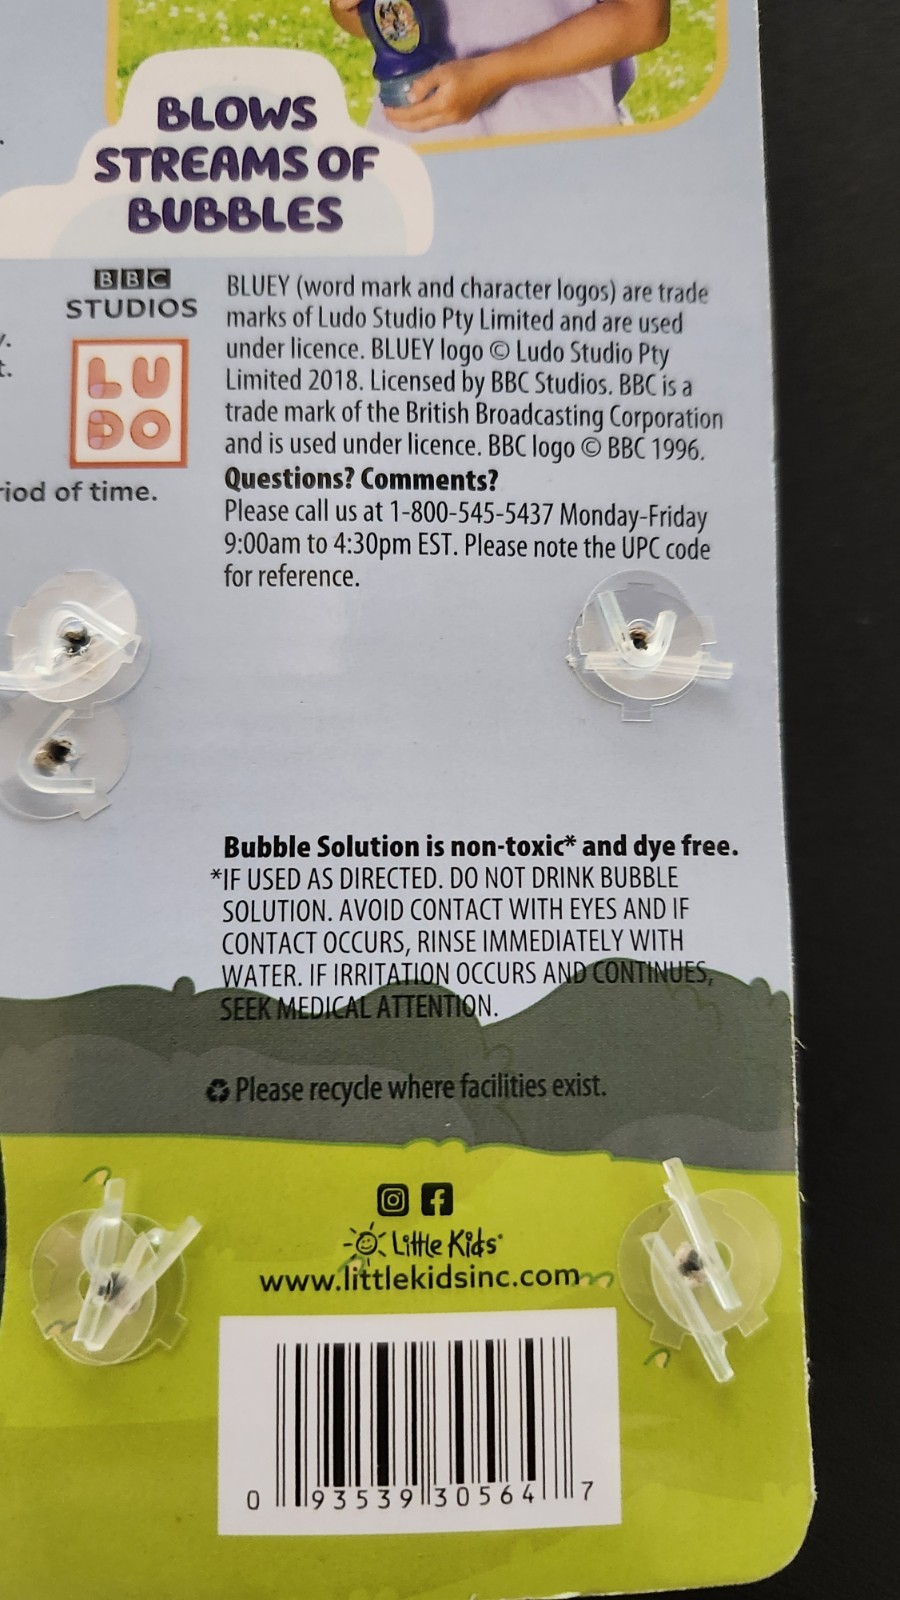 BLOWS
STREAMS OF
BUBBLES
BBC
STUDIOS
LU
DO
BLUEY (word mark and character logos) are trade
marks of Ludo Studio Pty Limited and are used
under licence. BLUEY logo © Ludo Studio Pty
Limited 2018. Licensed by BBC Studios. BBC is a
trade mark of the British Broadcasting Corporation
and is used under licence. BBC logo © BBC 1996.
Questions? Comments?
Please call us at 1-800-545-5437 Monday-Friday
9:00am to 4:30pm EST. Please note the UPC code
for reference.
of time.
Bubble Solution is non-toxic* and dye free.
*IF USED AS DIRECTED. DO NOT DRINK BUBBLE
SOLUTION. AVOID CONTACT WITH EYES AND IF
CONTACT OCCURS, RINSE IMMEDIATELY WITH
WATER. IF IRRITATION OCCURS AND CONTINUES,
SEEK MEDICAL ATTENTION.
♻ Please recycle where facilities exist.
Little Kids®
www.littlekidsinc.com
0 93539 30564 7